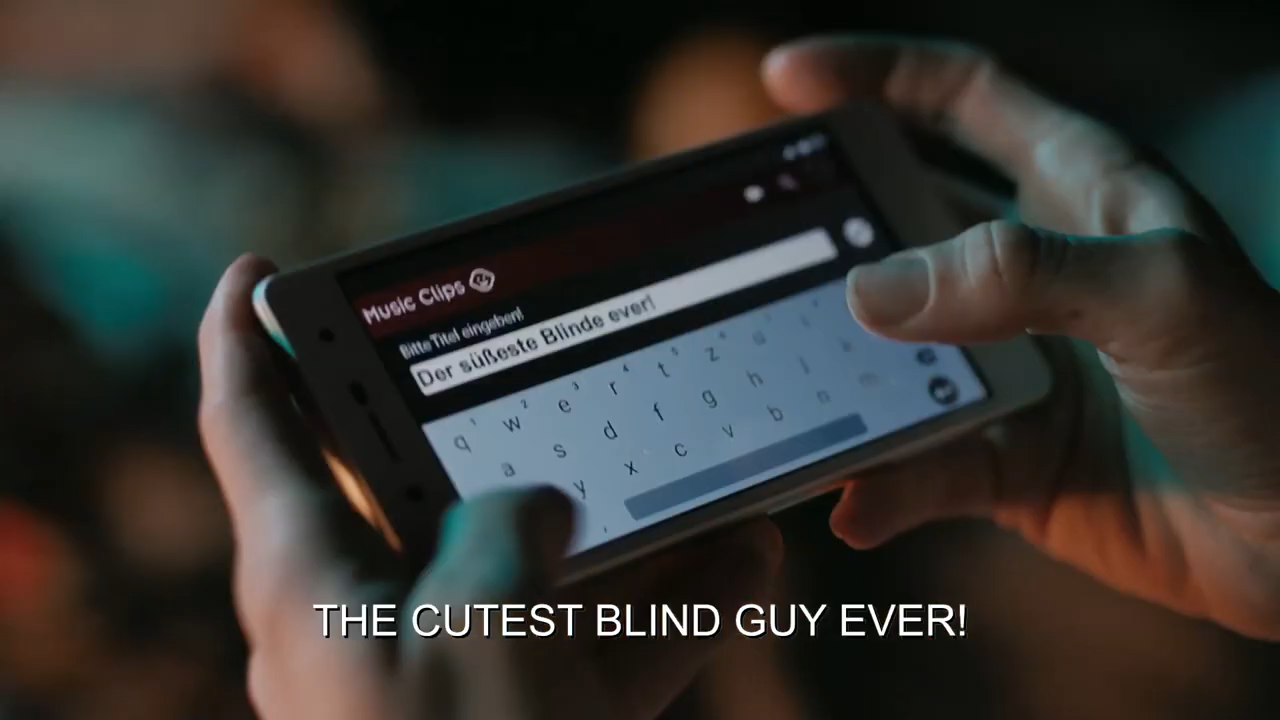 Music Clips
Bitte Titel eingeben!
Der süßeste Blinde ever!
q w e r t z
a s d f g h
y x c v b
THE CUTEST BLIND GUY EVER!